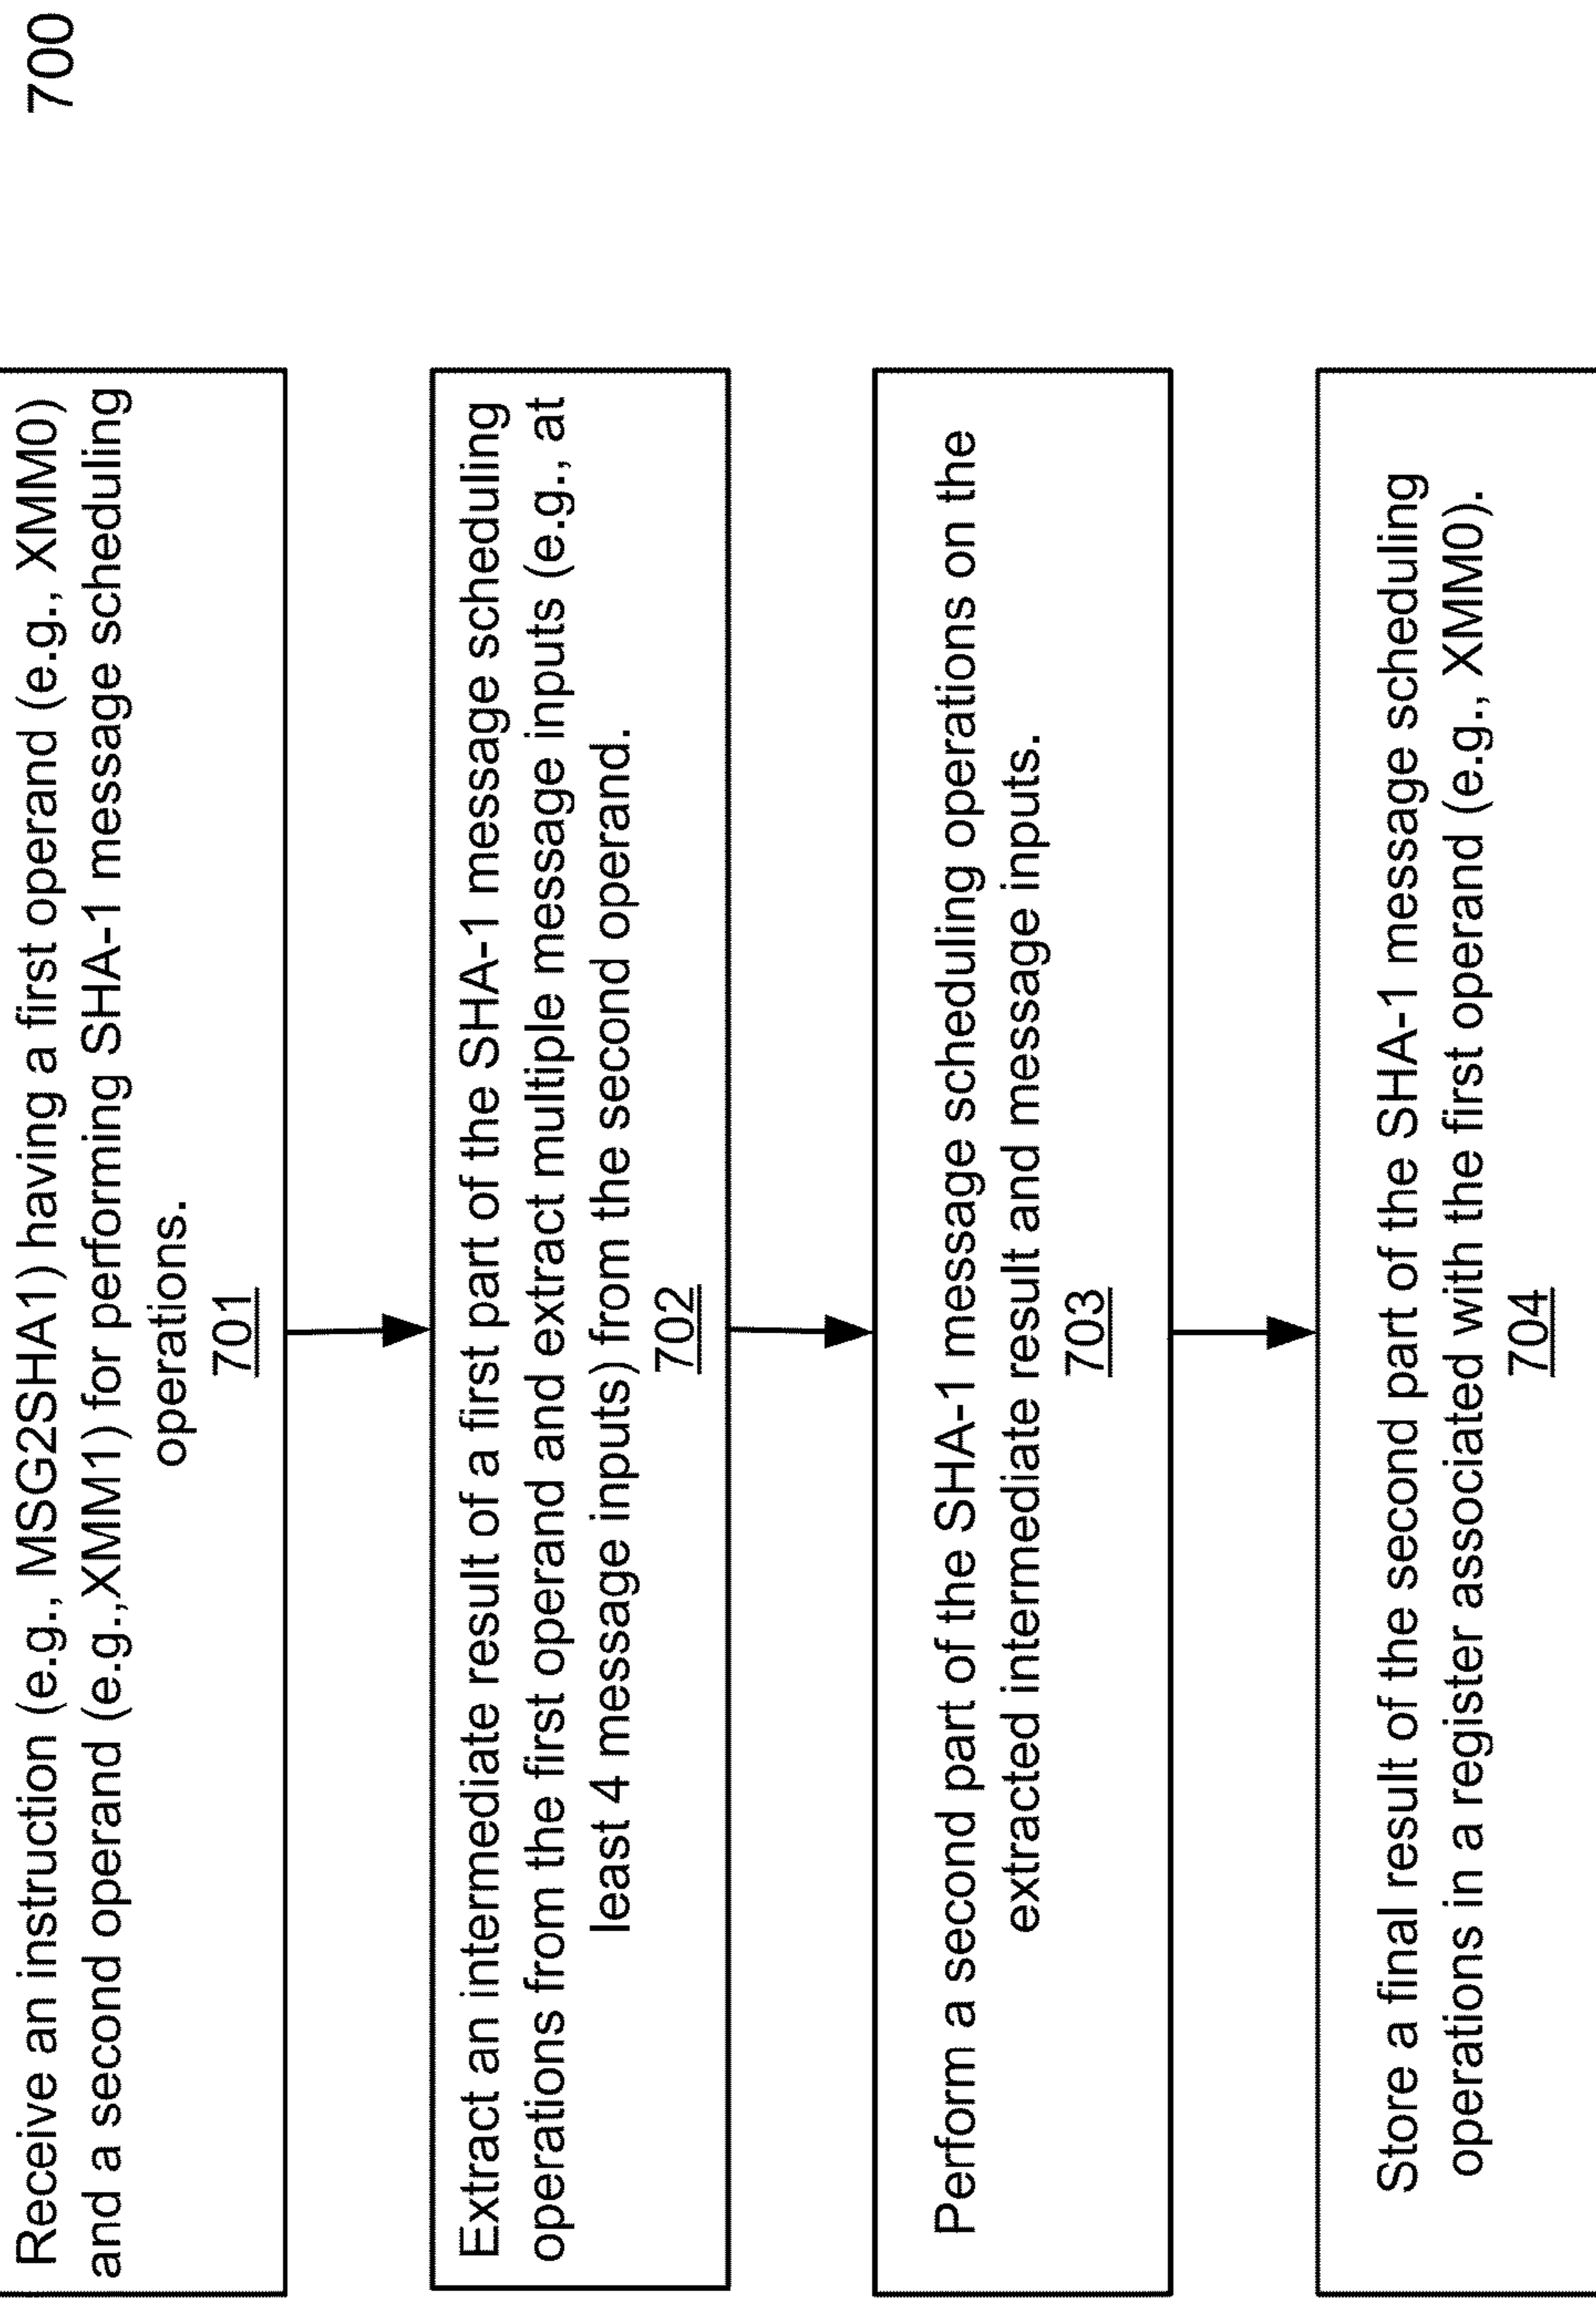 700
Receive an instruction (e.g., MSG2SHA1) having a first operand (e.g., XMM0)
and a second operand (e.g.,XMM1) for performing SHA-1 message scheduling
operations.
701
Extract an intermediate result of a first part of the SHA-1 message scheduling
operations from the first operand and extract multiple message inputs (e.g., at
least 4 message inputs) from the second operand.
702
Perform a second part of the SHA-1 message scheduling operations on the
extracted intermediate result and message inputs.
703
Store a final result of the second part of the SHA-1 message scheduling
operations in a register associated with the first operand (e.g., XMM0).
704